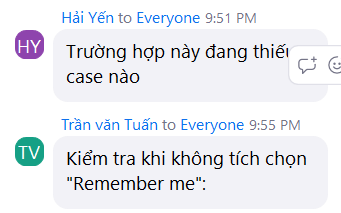 Hải Yến to Everyone 9:51 PM
HY
Trường hợp này đang thiếu
case nào
Trần văn Tuấn to Everyone 9:55 PM
TV
Kiểm tra khi không tích chọn
"Remember me":